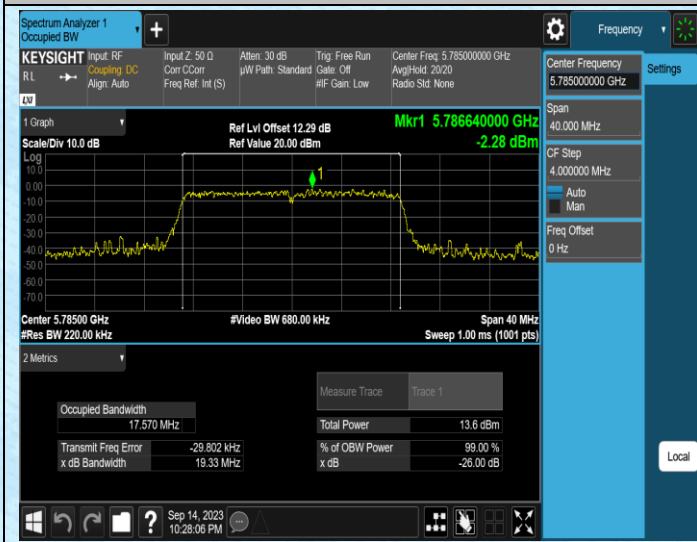 Spectrum Analyzer 1
Occupied BW
+
Frequency
KEYSIGHT
RL
LXI
Input: RF
Coupling: DC
Align: Auto
Input Z: 50 Ω
Corr CCorr
Freq Ref: Int (S)
Atten: 30 dB
µW Path: Standard
Trig: Free Run
Gate: Off
#IF Gain: Low
Center Freq: 5.785000000 GHz
Avg|Hold: 20/20
Radio Std: None
Center Frequency
5.785000000 GHz
Settings
Span
40.000 MHz
CF Step
4.000000 MHz
Auto
Man
Freq Offset
0 Hz
Local
1 Graph
Scale/Div 10.0 dB
Ref Lvl Offset 12.29 dB
Ref Value 20.00 dBm
Mkr1 5.786640000 GHz
-2.28 dBm
Log
10.0
0.00
-10.0
-20.0
-30.0
-40.0
-50.0
-60.0
-70.0
1
Center 5.78500 GHz
#Res BW 220.00 kHz
#Video BW 680.00 kHz
Span 40 MHz
Sweep 1.00 ms (1001 pts)
2 Metrics
Measure Trace
Trace 1
Occupied Bandwidth
17.570 MHz
Total Power
13.6 dBm
Transmit Freq Error
-29.802 kHz
% of OBW Power
99.00 %
x dB Bandwidth
19.33 MHz
x dB
-26.00 dB
?
Sep 14, 2023
10:28:06 PM